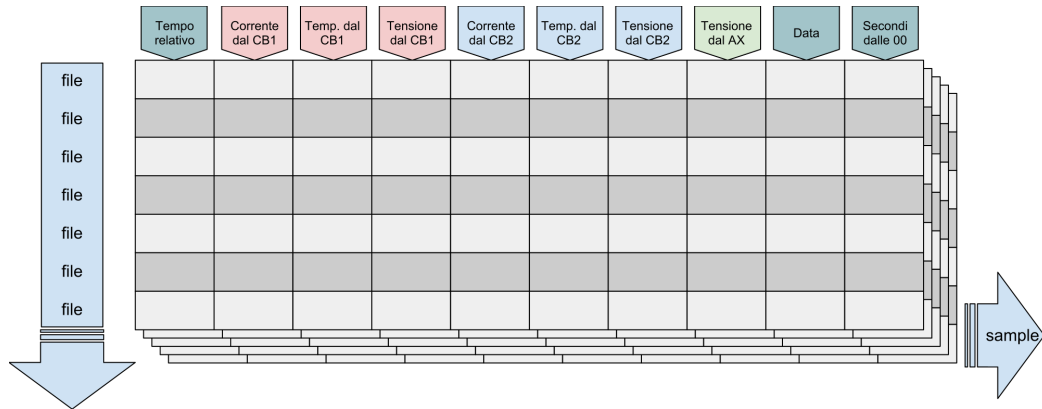 Tempo
relativo
Corrente
dal CB1
Temp. dal
CB1
Tensione
dal CB1
Corrente
dal CB2
Temp. dal
CB2
Tensione
dal CB2
Tensione
dal AX
Data
Secondi
dalle 00
file
file
file
file
file
file
file
sample